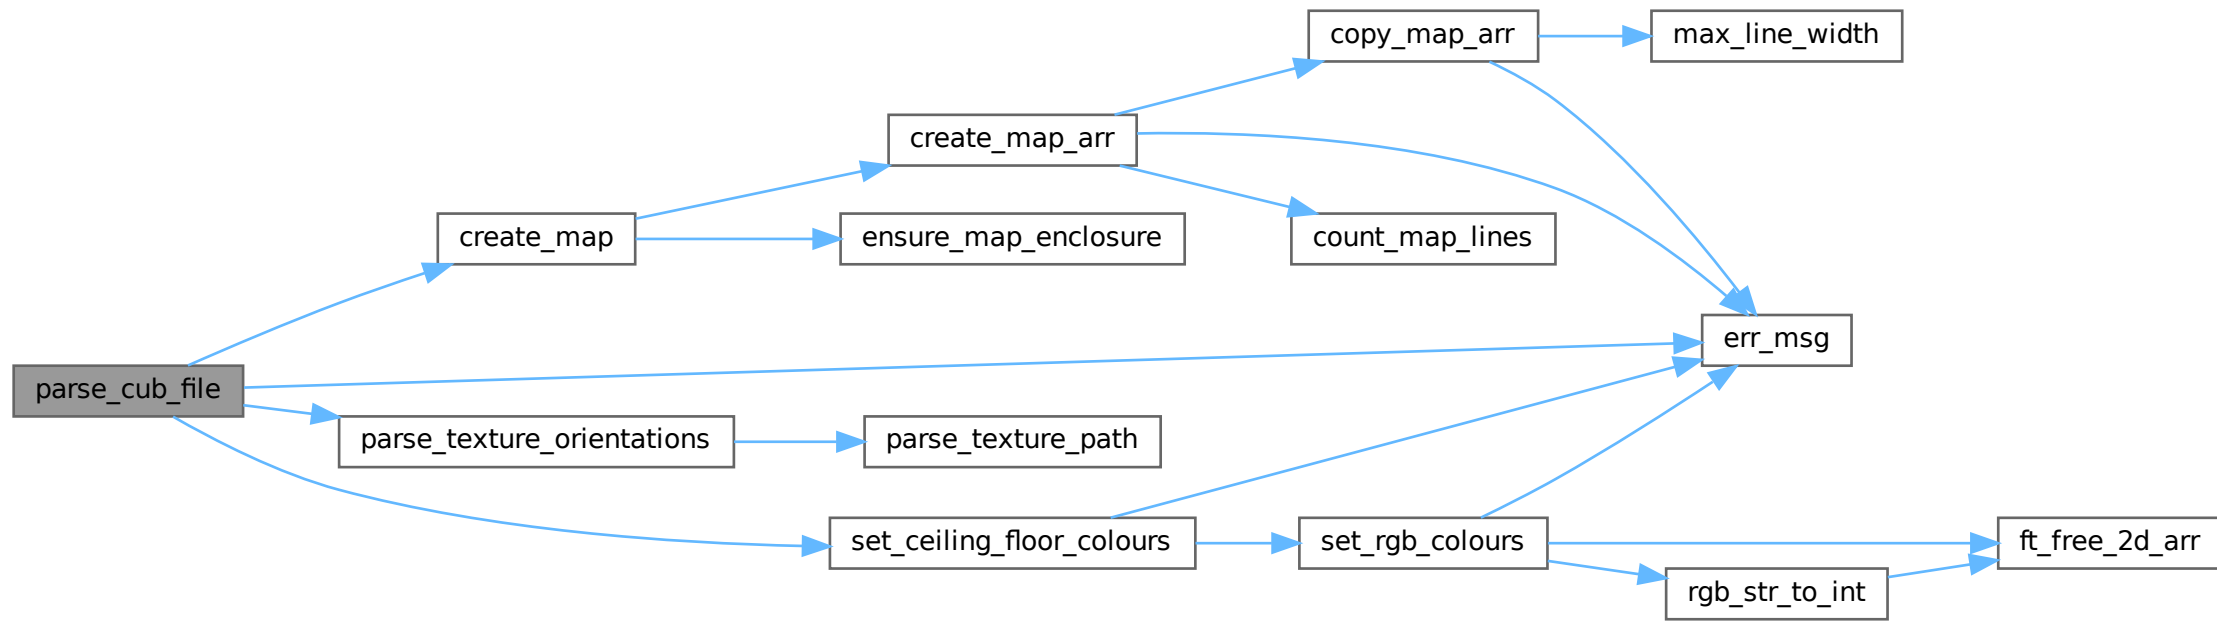 copy_map_arr
max_line_width
create_map_arr
create_map
ensure_map_enclosure
count_map_lines
err_msg
parse_cub_file
parse_texture_orientations
parse_texture_path
set_ceiling_floor_colours
set_rgb_colours
ft_free_2d_arr
rgb_str_to_int